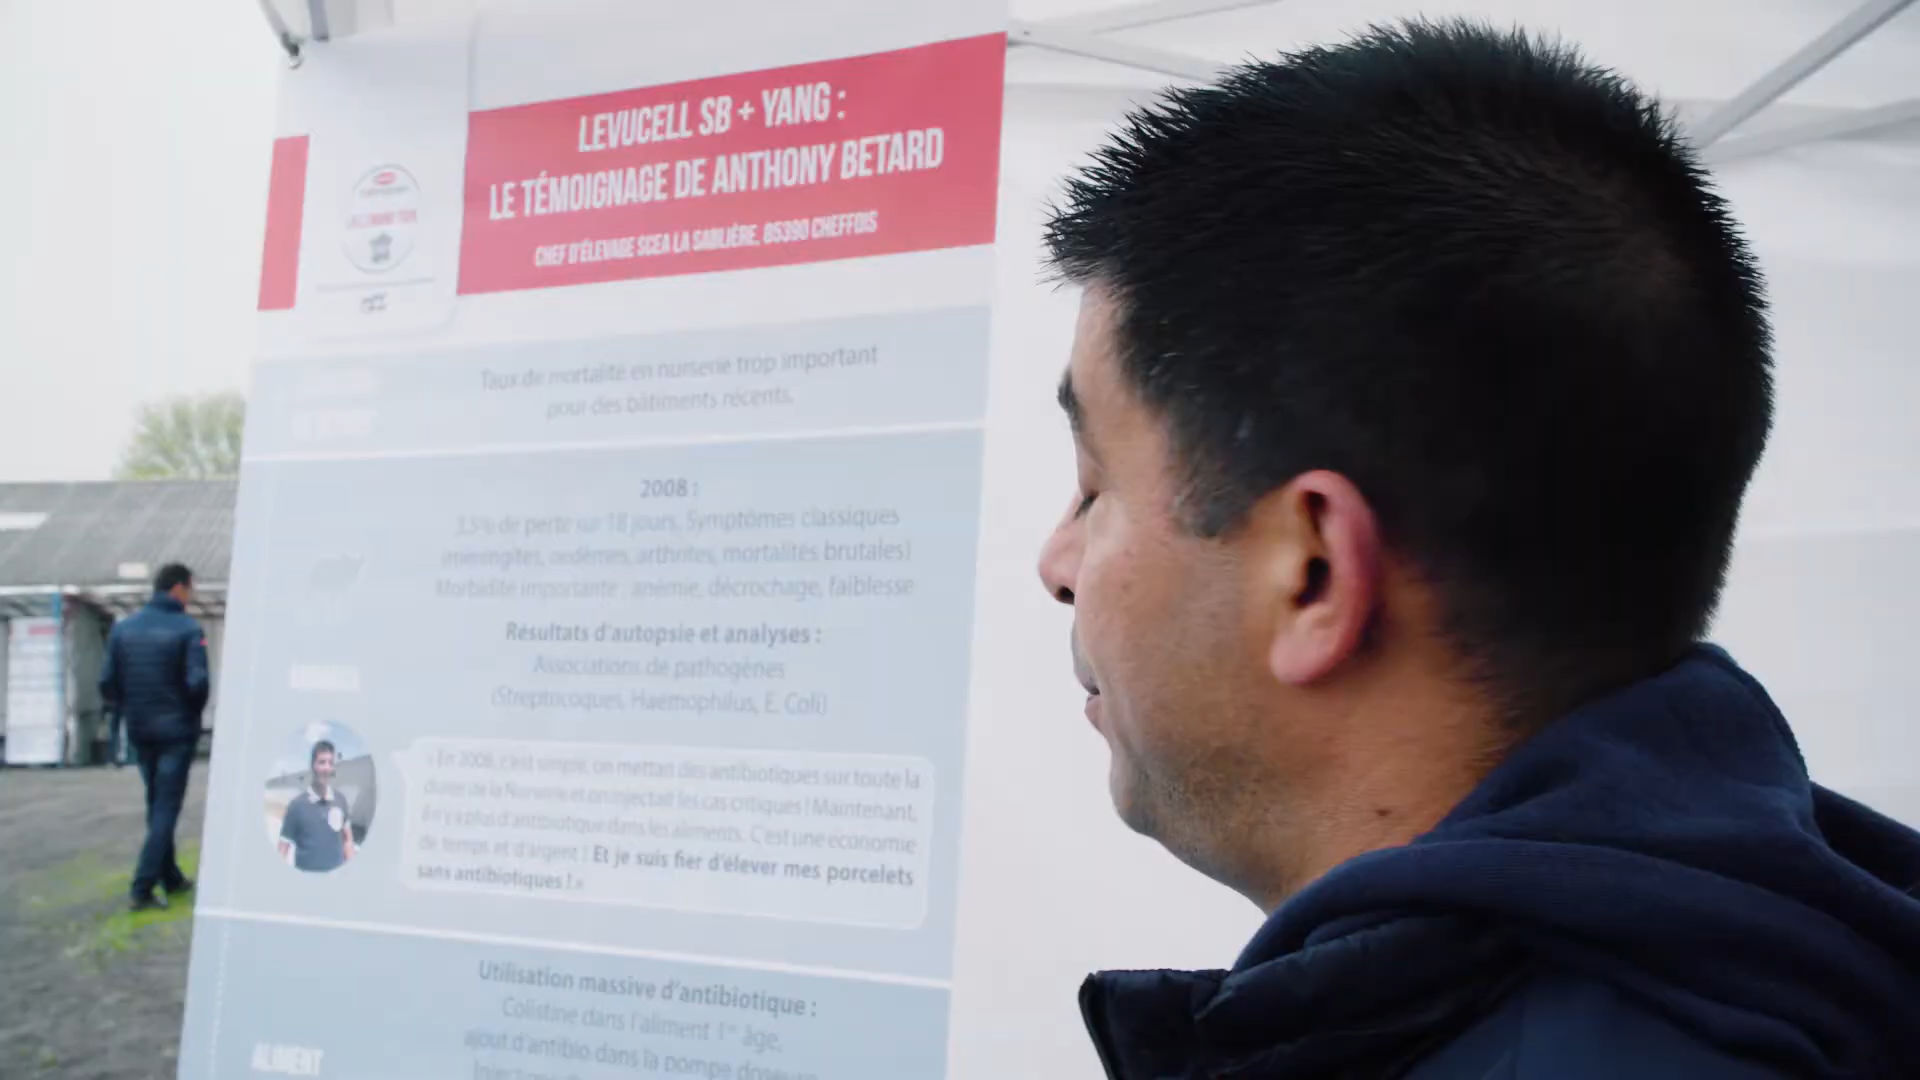 LEVUCELL SB + YANG :
LE TÉMOIGNAGE DE ANTHONY BETARD
CHEF D'ÉLEVAGE SCEA LA SABLIÈRE, 85390 CHEFFOIS
Taux de mortalité en nurserie trop important
pour des bâtiments récents.
2008 :
3,5% de perte sur 18 jours. Symptômes classiques
méningites, oedèmes, arthrites, mortalités brutales)
Morbidité importante : anémie, décrochage, faiblesse
Résultats d'autopsie et analyses :
Associations de pathogènes
(Streptricoques, Haemophilus, E. Coli)
« En 2008, c'est simple, on mettait des antibiotiques sur toute la
durée de la Nurserie et on injectait les cas critiques ! Maintenant,
il n'y a plus d'antibiotique dans les aliments. C'est une économie
de temps et d'argent ! Et je suis fier d'élever mes porcelets
sans antibiotiques ! »
Utilisation massive d'antibiotique :
Colistine dans l'aliment 1er âge,
ALIMENT
ajout d'antibio dans la pompe doseuse